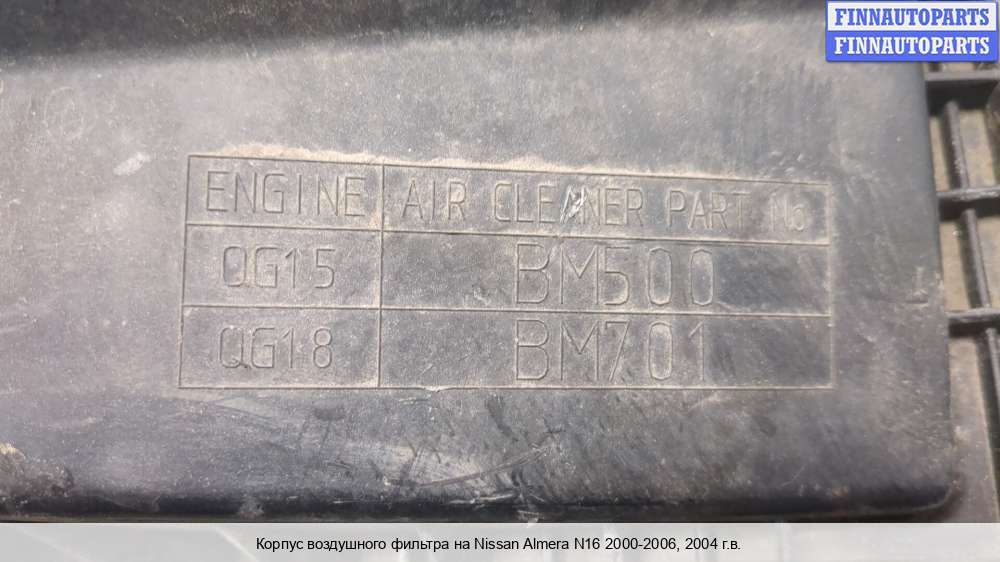 FINNAUTOPARTS
FINNAUTOPARTS
ENGINE AIR CLEANER PART No
QG15 BM500
QG18 BM701
Корпус воздушного фильтра на Nissan Almera N16 2000-2006, 2004 г.в.